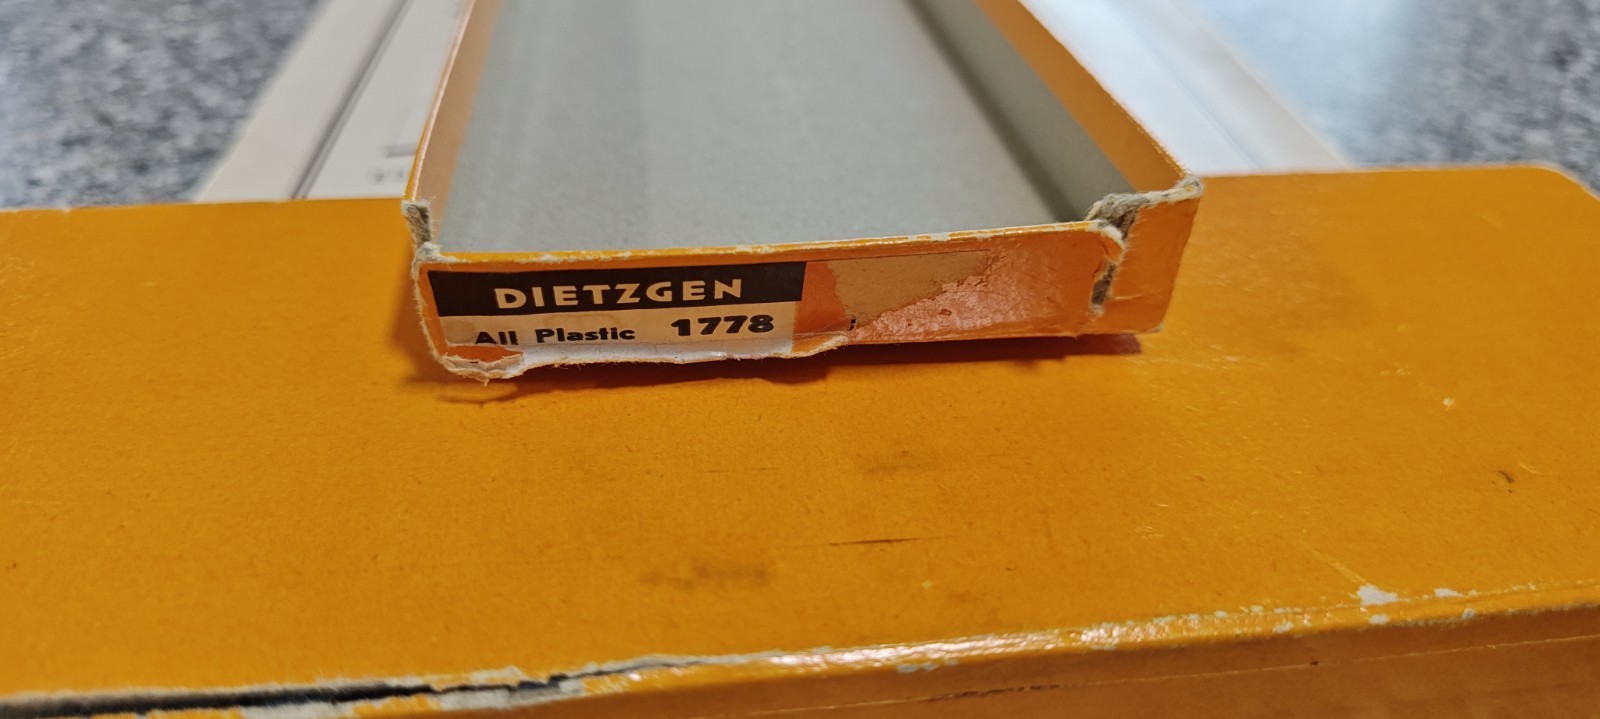 DIETZGEN
All Plastic 1778